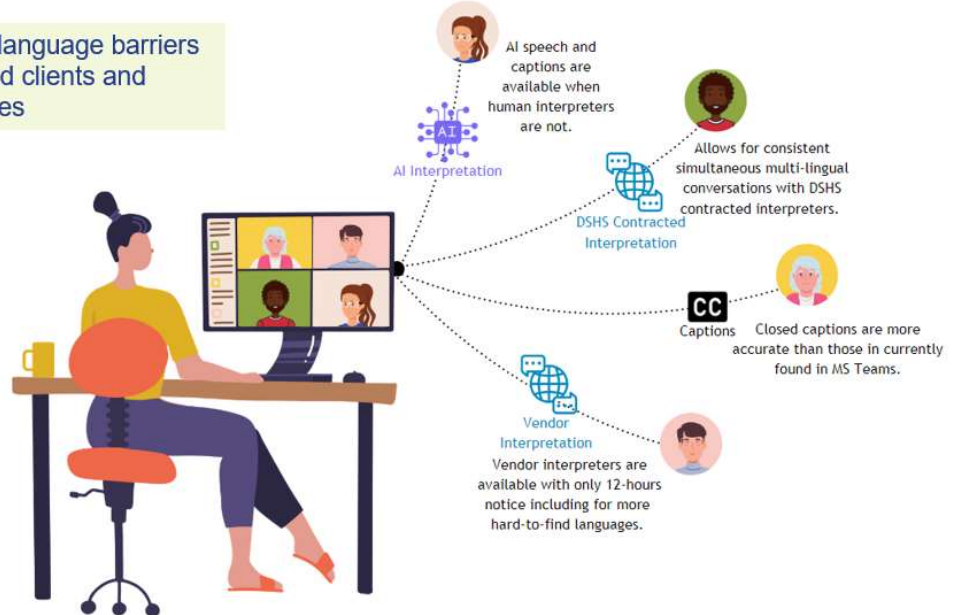 language barriers
d clients and
es
AI speech and
captions are
available when
human interpreters
are not.
AI
AI Interpretation
Allows for consistent
simultaneous multi-lingual
conversations with DSHS
contracted interpreters.
DSHS Contracted
Interpretation
CC
Captions
Closed captions are more
accurate than those in currently
found in MS Teams.
Vendor
Interpretation
Vendor interpreters are
available with only 12-hours
notice including for more
hard-to-find languages.